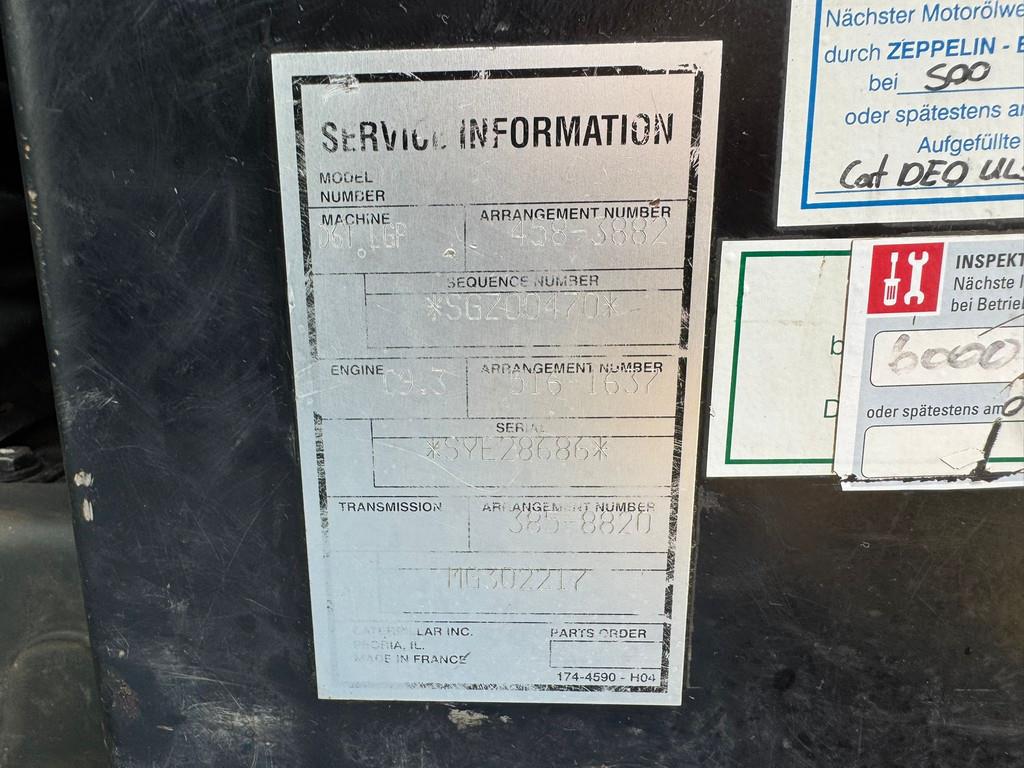 SERVICE INFORMATION
MODEL
NUMBER
MACHINE
D6T LGP
ARRANGEMENT NUMBER
458-3882
SEQUENCE NUMBER
*SGZ00470*
ENGINE
C9.3
ARRANGEMENT NUMBER
516-1637
SERIAL
*SYE28686*
TRANSMISSION
ARRANGEMENT NUMBER
385-8820
MG302217
CATERPILLAR INC.
PEORIA, IL.
MADE IN FRANCE
PARTS ORDER
174-4590 - H04
Nächster Motorölwe
durch ZEPPELIN - B
bei 500
oder spätestens a
Aufgefüllte
Cat DEO ULS
INSPEKT
Nächste I
bei Betrie
6000
oder spätestens am
b
D